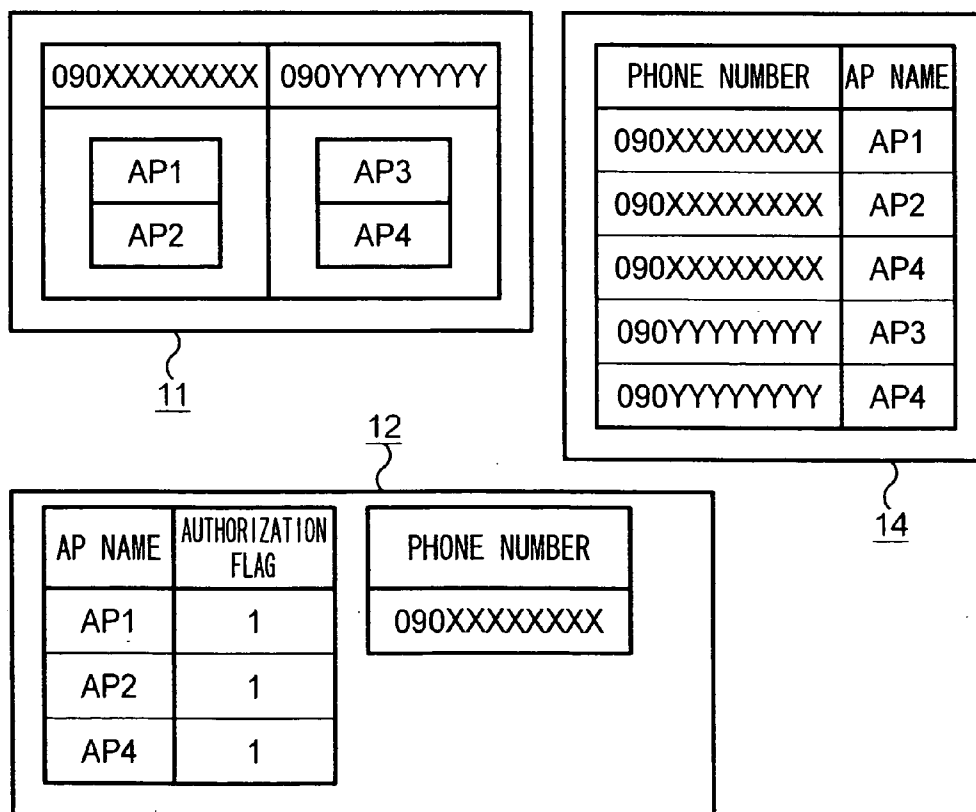 090XXXXXXXX 090YYYYYYYY
AP1 AP3
AP2 AP4
11
PHONE NUMBER AP NAME
090XXXXXXXX AP1
090XXXXXXXX AP2
090XXXXXXXX AP4
090YYYYYYYY AP3
090YYYYYYYY AP4
14
12
AP NAME AUTHORIZATION FLAG
AP1 1
AP2 1
AP4 1
PHONE NUMBER
090XXXXXXXX